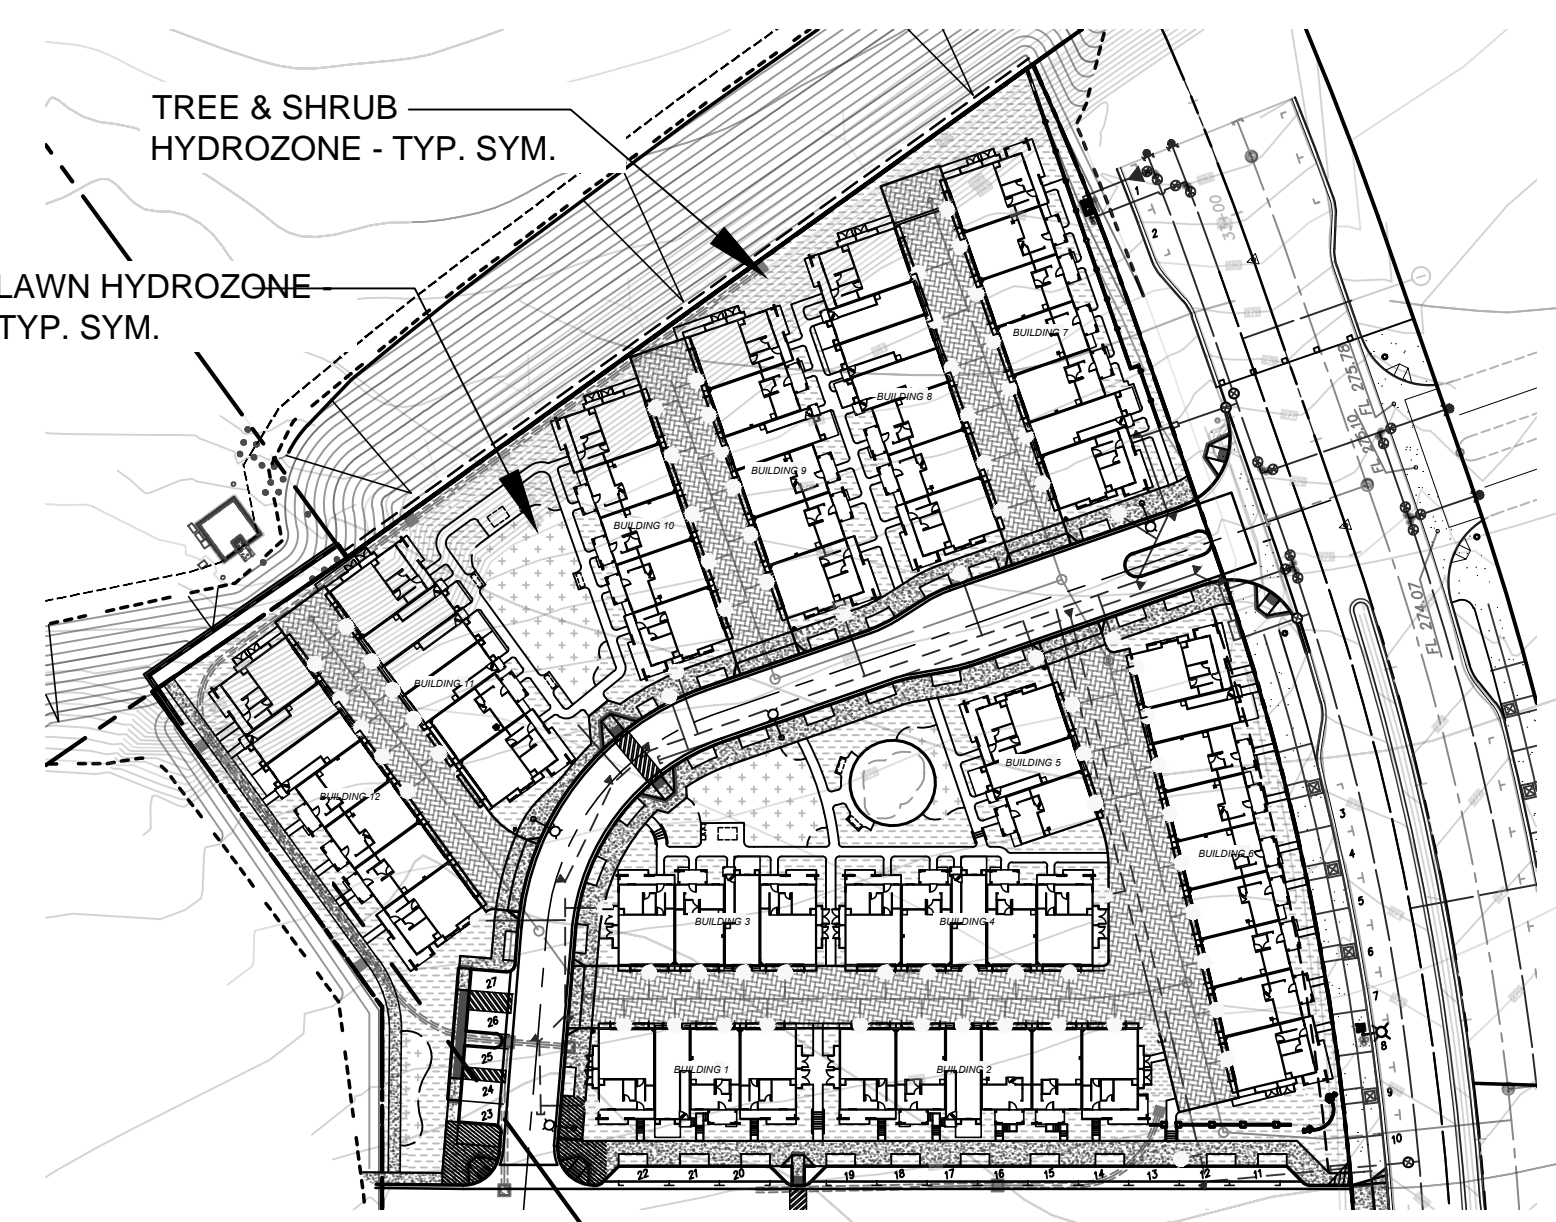 TREE & SHRUB
HYDROZONE - TYP. SYM.
LAWN HYDROZONE -
TYP. SYM.
BUILDING 7
BUILDING 8
BUILDING 9
BUILDING 10
BUILDING 11
BUILDING 12
BUILDING 5
BUILDING 6
BUILDING 3
BUILDING 4
BUILDING 1
BUILDING 2
1
2
3
4
5
6
7
8
9
10
27
26
25
24
23
22
21
20
19
18
17
16
15
14
13
12
11
FL 275.78
FL 274.07